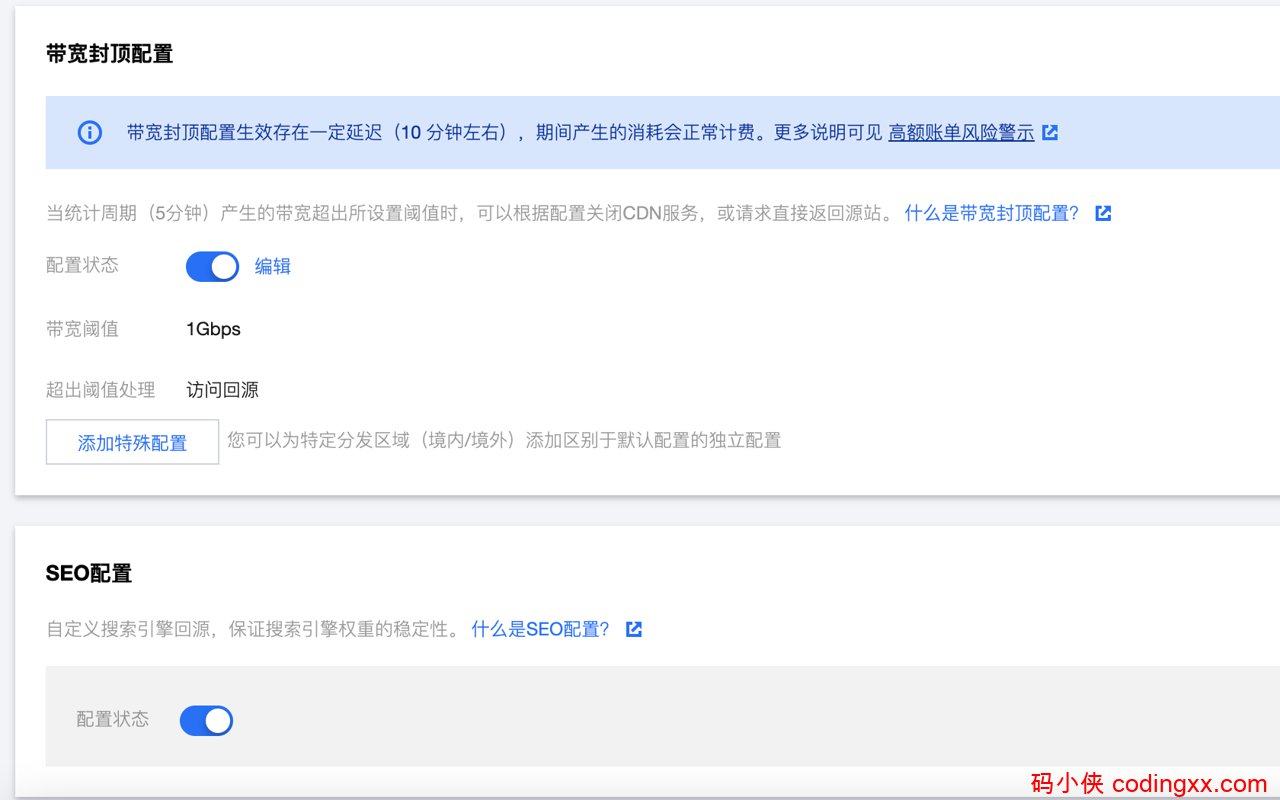 带宽封顶配置
带宽封顶配置生效存在一定延迟（10 分钟左右），期间产生的消耗会正常计费。更多说明可见 高额账单风险警示
当统计周期（5分钟）产生的带宽超出所设置阈值时，可以根据配置关闭CDN服务，或请求直接返回源站。 什么是带宽封顶配置？
配置状态 编辑
带宽阈值 1Gbps
超出阈值处理 访问回源
添加特殊配置 您可以为特定分发区域（境内/境外）添加区别于默认配置的独立配置
SEO配置
自定义搜索引擎回源，保证搜索引擎权重的稳定性。 什么是SEO配置？
配置状态
码小侠 codingxx.com